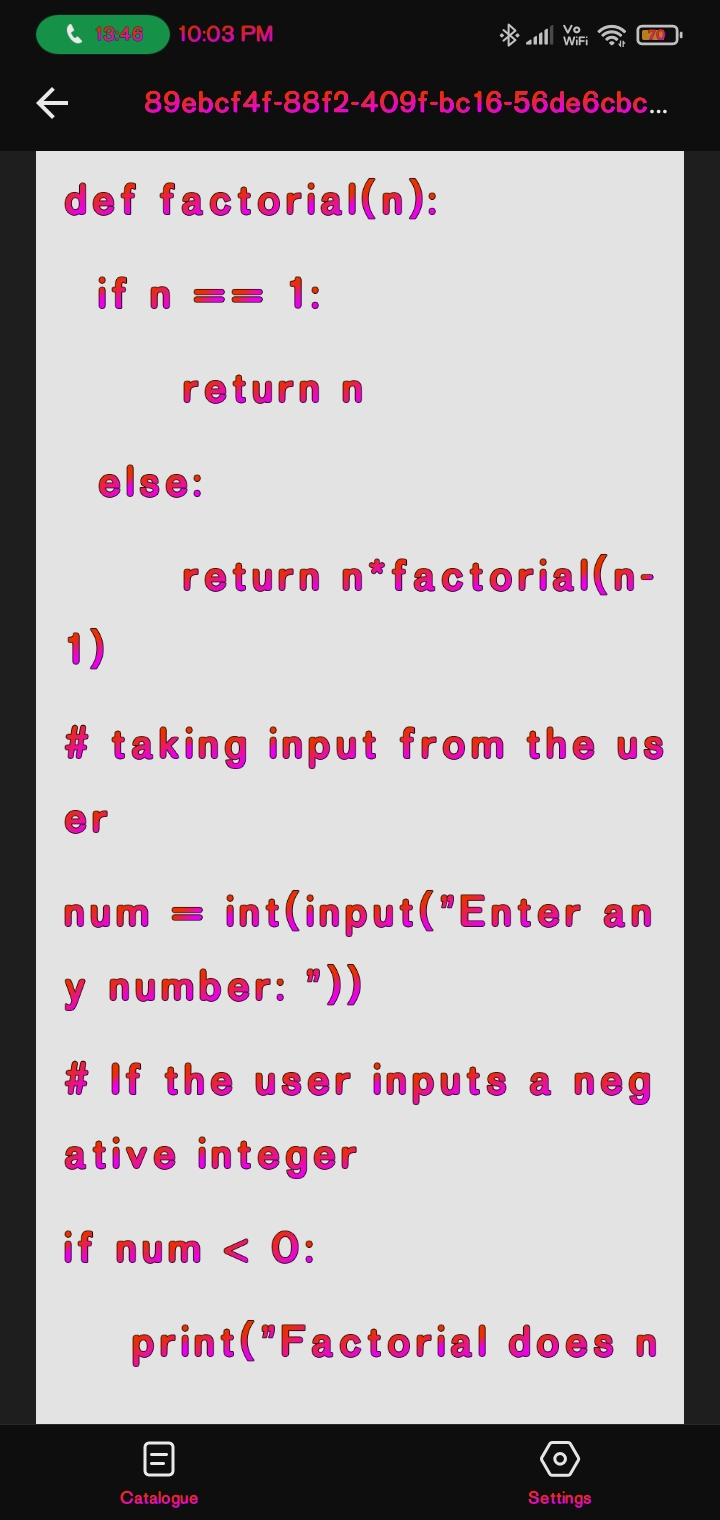 13:46 10:03 PM Vo WiFi 70
89ebcf4f-88f2-409f-bc16-56de6cbc...
def factorial(n):
if n == 1:
return n
else:
return n*factorial(n-
1)
# taking input from the us
er
num = int(input("Enter an
y number: "))
# If the user inputs a neg
ative integer
if num < 0:
print("Factorial does n
Catalogue Settings